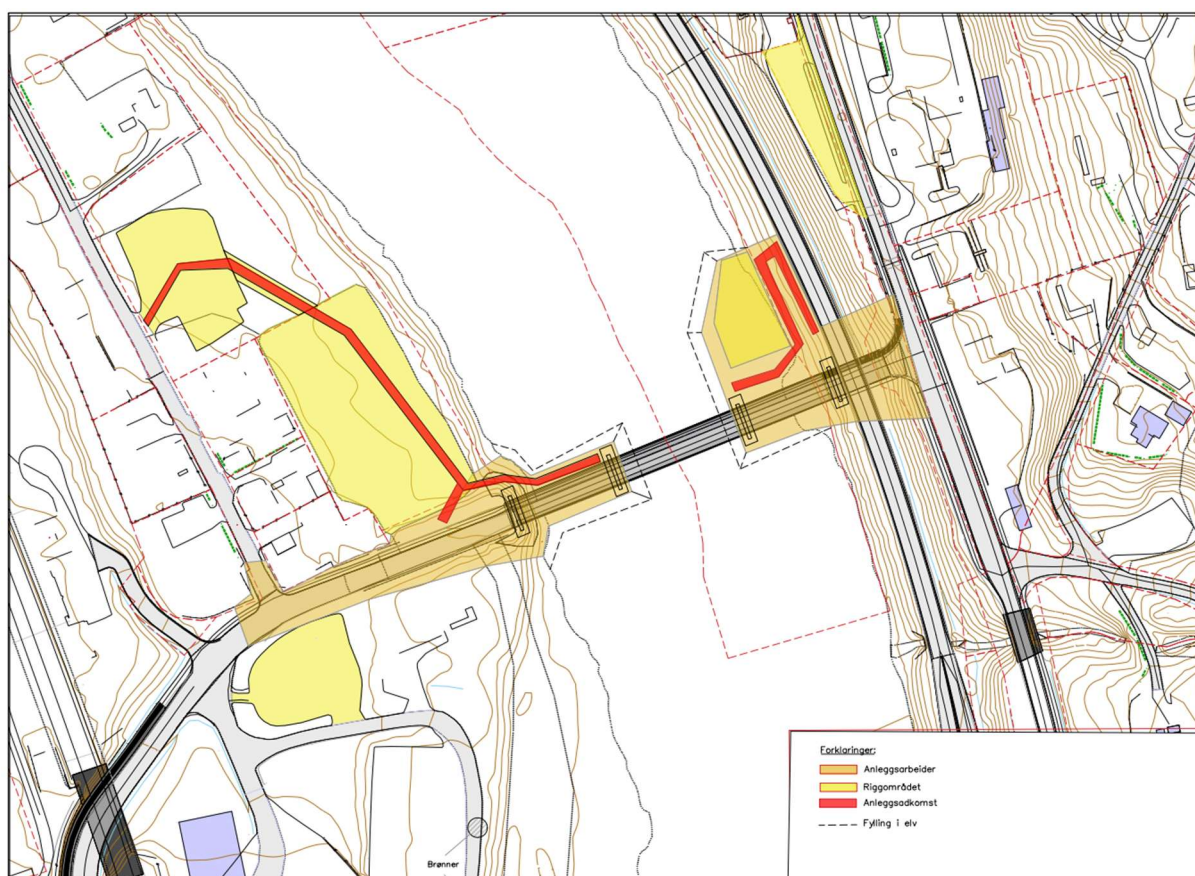 Forklaringer:
Anleggsarbeider
Riggområdet
Anleggsadkomst
Fylling i elv
Brønner